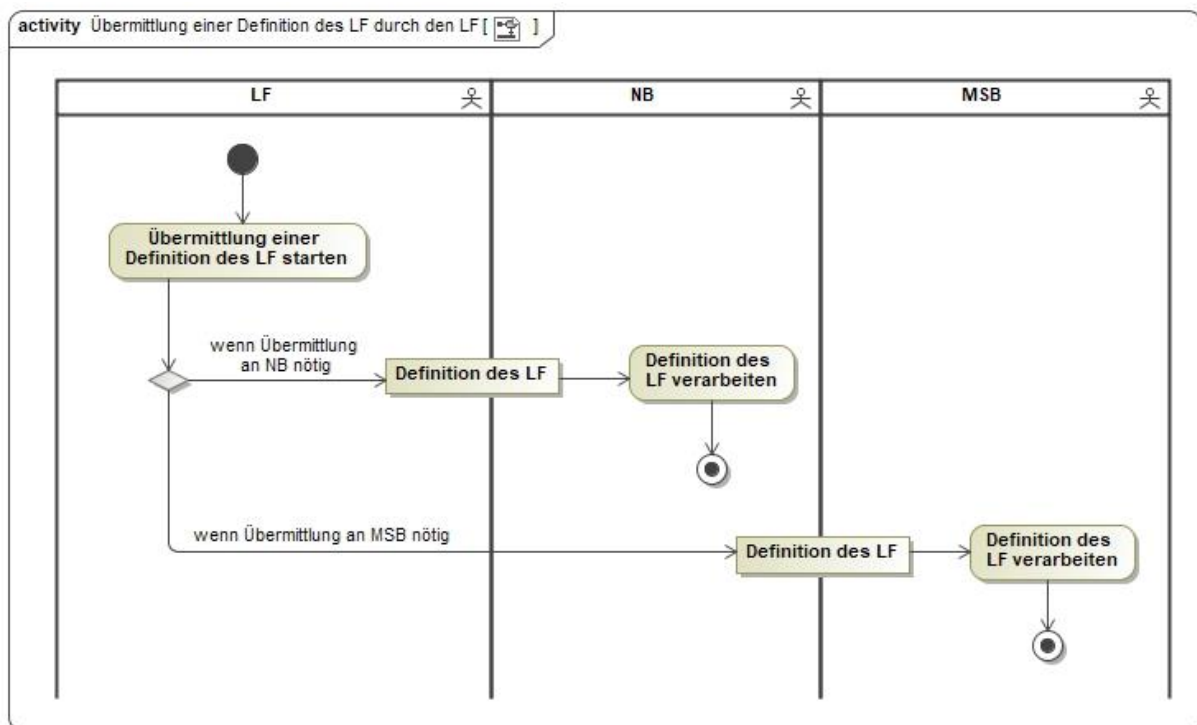 activity Übermittlung einer Definition des LF durch den LF [ ]
LF
NB
MSB
Übermittlung einer
Definition des LF starten
wenn Übermittlung
an NB nötig
Definition des LF
Definition des
LF verarbeiten
wenn Übermittlung an MSB nötig
Definition des LF
Definition des
LF verarbeiten